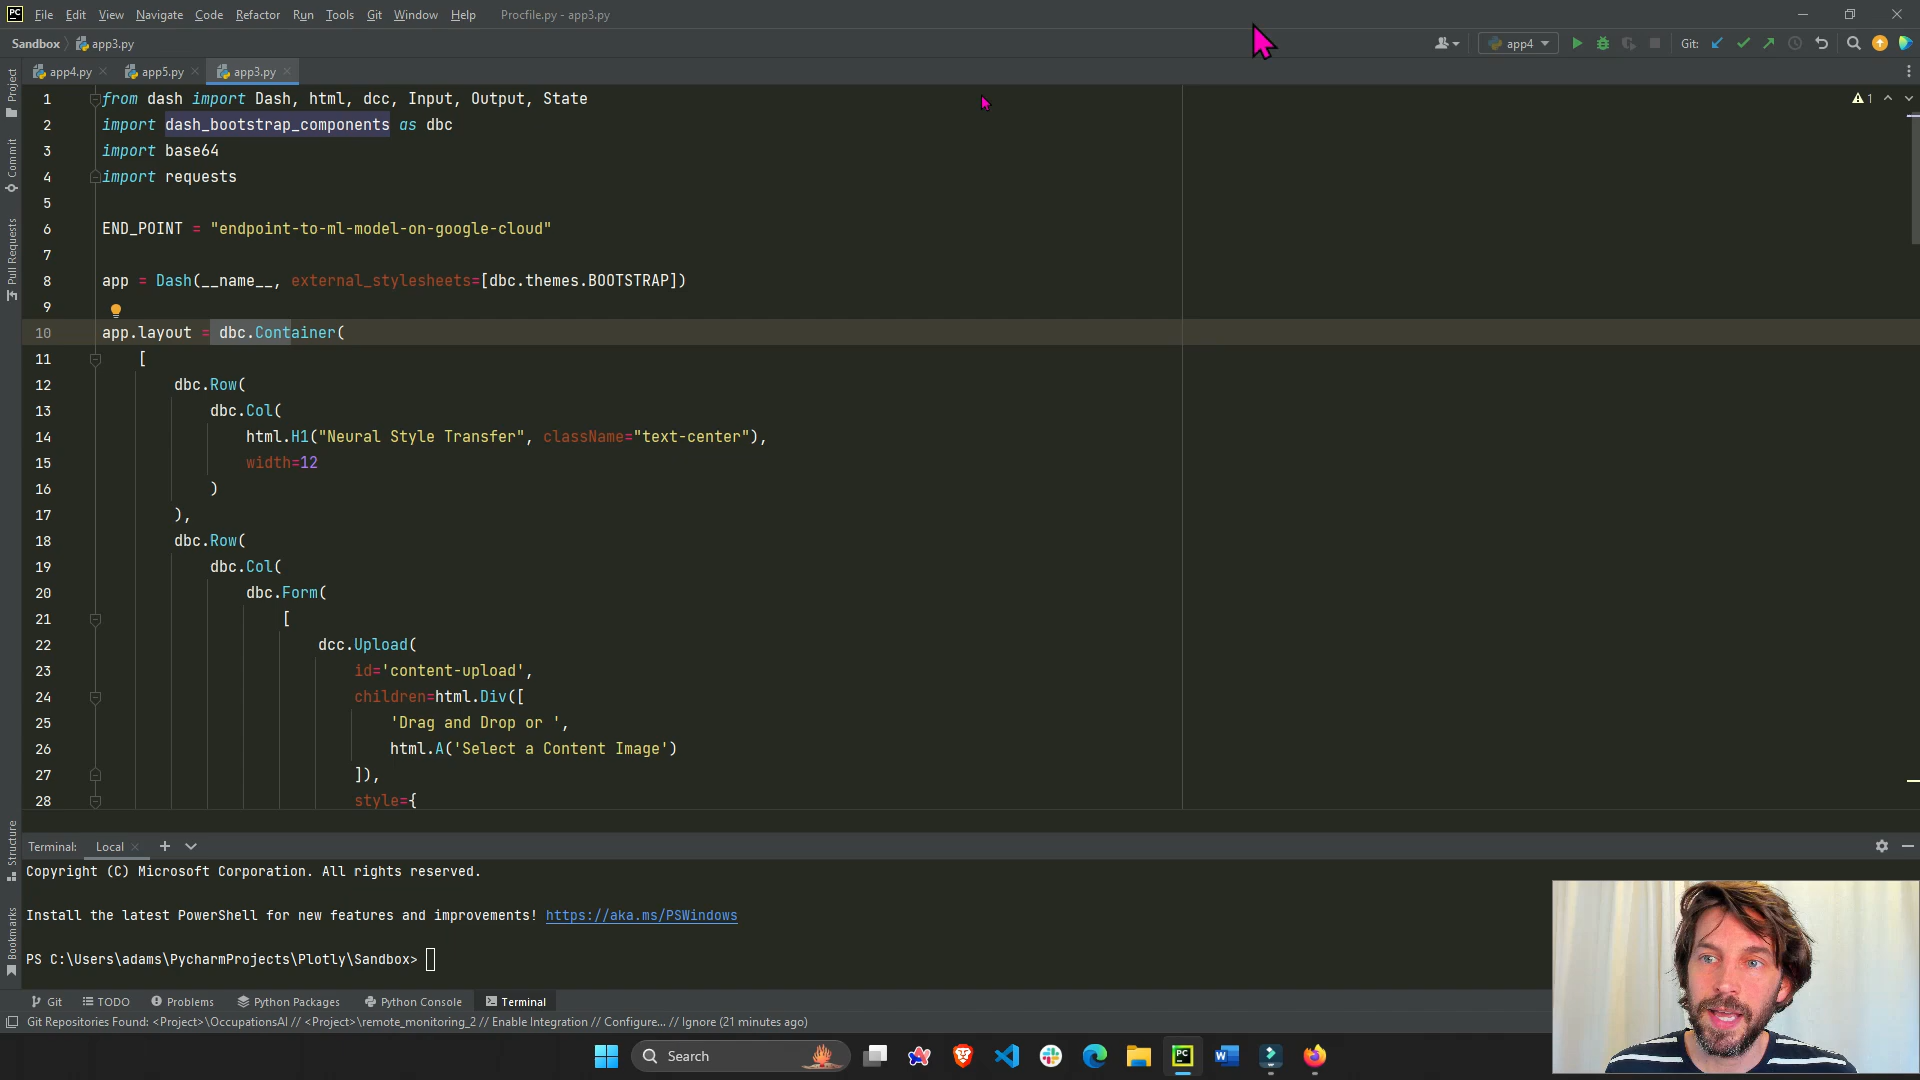 PC File Edit View Navigate Code Refactor Run Tools Git Window Help Procfile.py - app3.py
Sandbox app3.py app4 Git:
app4.py app5.py app3.py
Project
Commit
Pull Requests
1 from dash import Dash, html, dcc, Input, Output, State
1
2 import dash_bootstrap_components as dbc
3 import base64
4 import requests
5
6 END_POINT = "endpoint-to-ml-model-on-google-cloud"
7
8 app = Dash(__name__, external_stylesheets=[dbc.themes.BOOTSTRAP])
9
10 app.layout = dbc.Container(
11 [
12 dbc.Row(
13 dbc.Col(
14 html.H1("Neural Style Transfer", className="text-center"),
15 width=12
16 )
17 ),
18 dbc.Row(
19 dbc.Col(
20 dbc.Form(
21 [
22 dcc.Upload(
23 id='content-upload',
24 children=html.Div([
25 'Drag and Drop or ',
26 html.A('Select a Content Image')
27 ]),
28 style={
Structure
Bookmarks
Terminal: Local
Copyright (C) Microsoft Corporation. All rights reserved.
Install the latest PowerShell for new features and improvements! https://aka.ms/PSWindows
PS C:\Users\adams\PycharmProjects\Plotly\Sandbox>
Git TODO Problems Python Packages Python Console Terminal
Git Repositories Found: <Project>\OccupationsAI // <Project>\remote_monitoring_2 // Enable Integration // Configure... // Ignore (21 minutes ago)
Search
PC